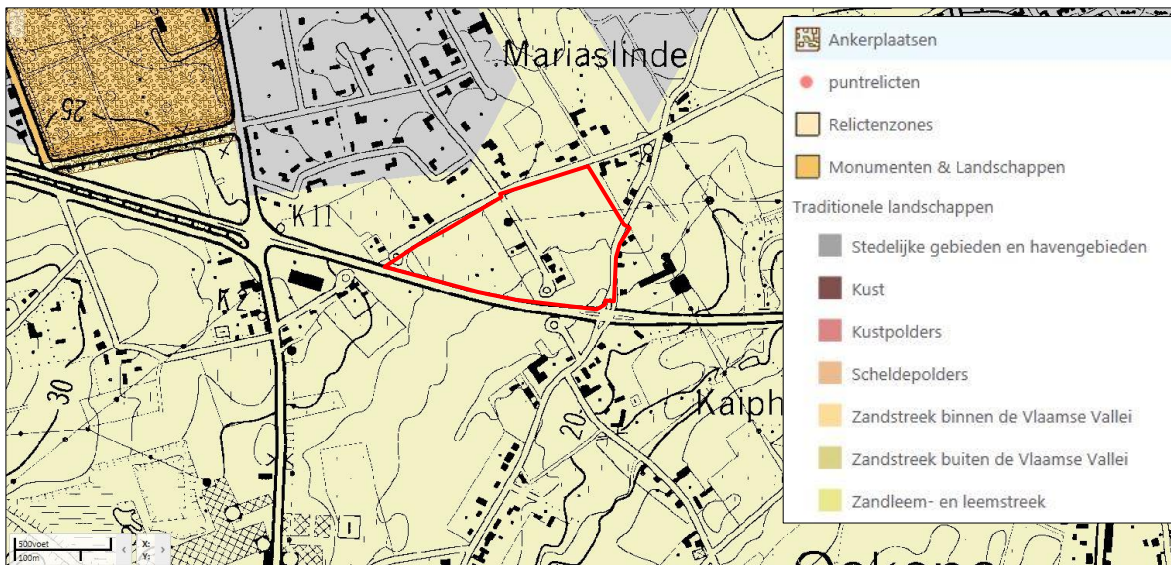 Mariaslinde
25
K11
K2
30
20
Kaiph
500voet
100m
X:
Y:
Ankerplaatsen
puntrelicten
Relictenzones
Monumenten & Landschappen
Traditionele landschappen
Stedelijke gebieden en havengebieden
Kust
Kustpolders
Scheldepolders
Zandstreek binnen de Vlaamse Vallei
Zandstreek buiten de Vlaamse Vallei
Zandleem- en leemstreek